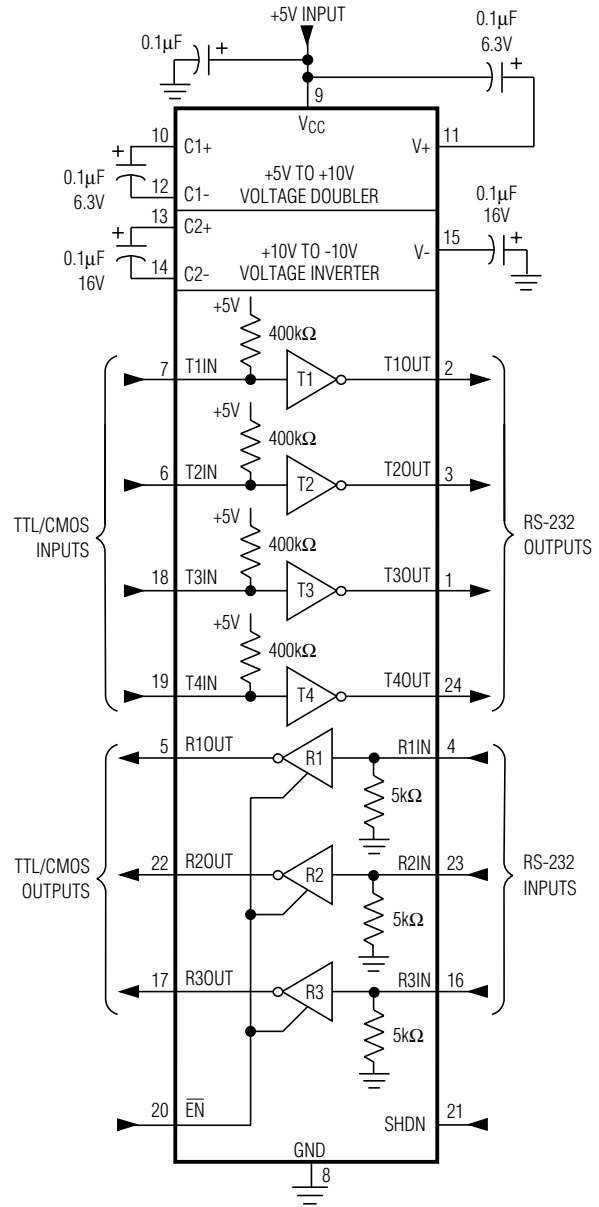 +5V INPUT
0.1µF +
0.1µF
6.3V
+
9
VCC
10
C1+
V+
11
+
0.1µF
6.3V
+5V TO +10V
VOLTAGE DOUBLER
12
C1-
13
C2+
+
0.1µF
16V
14
C2-
+10V TO -10V
VOLTAGE INVERTER
V-
15
0.1µF
16V
+
+5V
400kΩ
7
T1IN
T1
T1OUT
2
+5V
400kΩ
6
T2IN
T2
T2OUT
3
TTL/CMOS
INPUTS
RS-232
OUTPUTS
+5V
400kΩ
18
T3IN
T3
T3OUT
1
+5V
400kΩ
19
T4IN
T4
T4OUT
24
5
R1OUT
R1
R1IN
4
5kΩ
TTL/CMOS
OUTPUTS
22
R2OUT
R2
R2IN
23
RS-232
INPUTS
5kΩ
17
R3OUT
R3
R3IN
16
5kΩ
20
EN
SHDN
21
GND
8